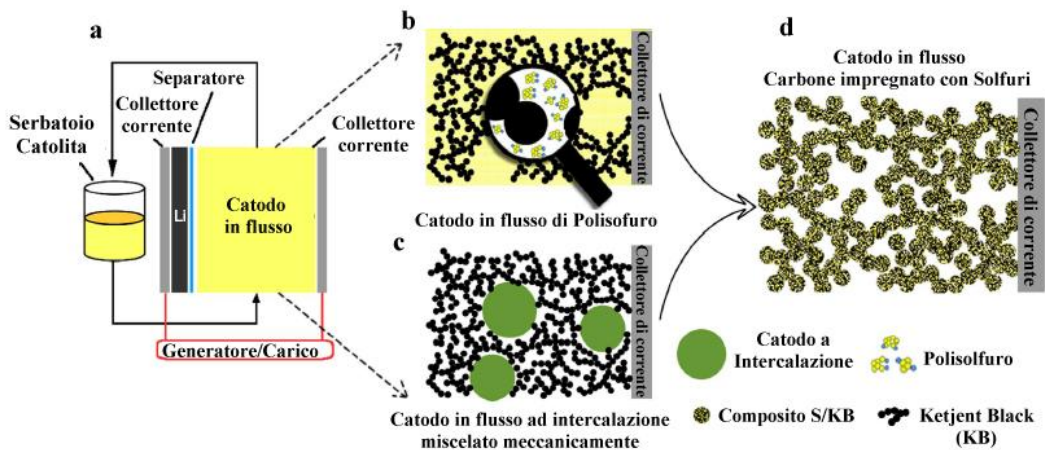 a
Separatore
Collettore
corrente
Serbatoio
Catolita
Li
Catodo
in flusso
Collettore
corrente
Generatore/Carico
b
Collettore di corrente
Catodo in flusso di Polisofuro
c
Collettore di corrente
Catodo in flusso ad intercalazione
miscelato meccanicamente
d
Catodo in flusso
Carbone impregnato con Solfuri
Collettore di corrente
Catodo a
Intercalazione
Polisolfuro
Composito S/KB
Ketjent Black
(KB)